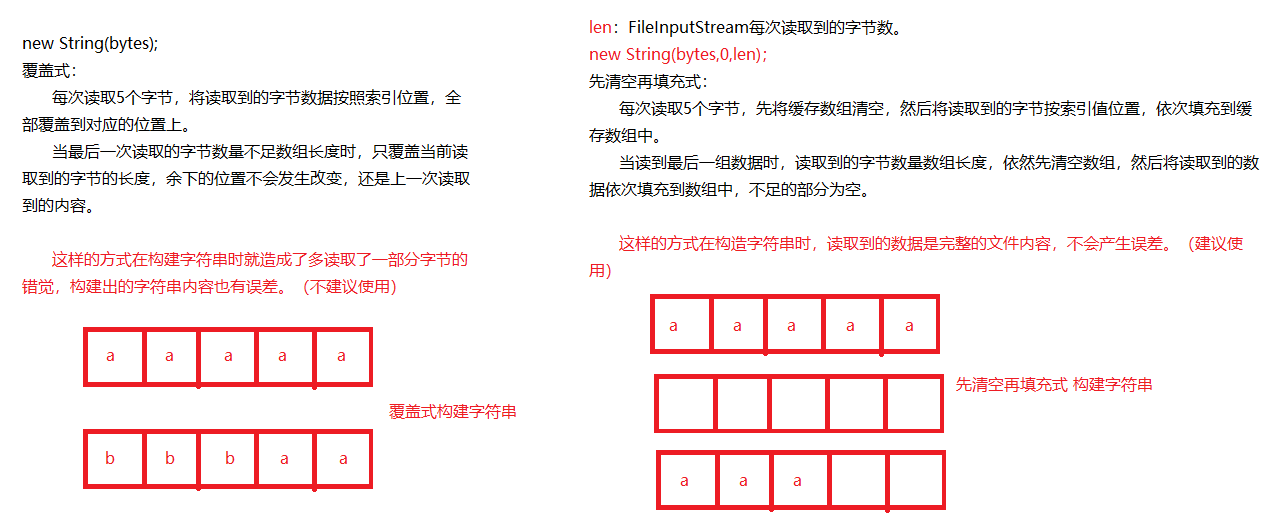 new String(bytes);
覆盖式：
每次读取5个字节，将读取到的字节数据按照索引位置，全
部覆盖到对应的位置上。
当最后一次读取的字节数量不足数组长度时，只覆盖当前读
取到的字节的长度，余下的位置不会发生改变，还是上一次读取
到的内容。
这样的方式在构建字符串时就造成了多读取了一部分字节的
错觉，构建出的字符串内容也有误差。（不建议使用）
a a a a a
覆盖式构建字符串
b b b a a
len：FileInputStream每次读取到的字节数。
new String(bytes,0,len)；
先清空再填充式：
每次读取5个字节，先将缓存数组清空，然后将读取到的字节按索引值位置，依次填充到缓
存数组中。
当读到最后一组数据时，读取到的字节数量数组长度，依然先清空数组，然后将读取到的数
据依次填充到数组中，不足的部分为空。
这样的方式在构造字符串时，读取到的数据是完整的文件内容，不会产生误差。（建议使
用）
a a a a a
先清空再填充式 构建字符串
a a a